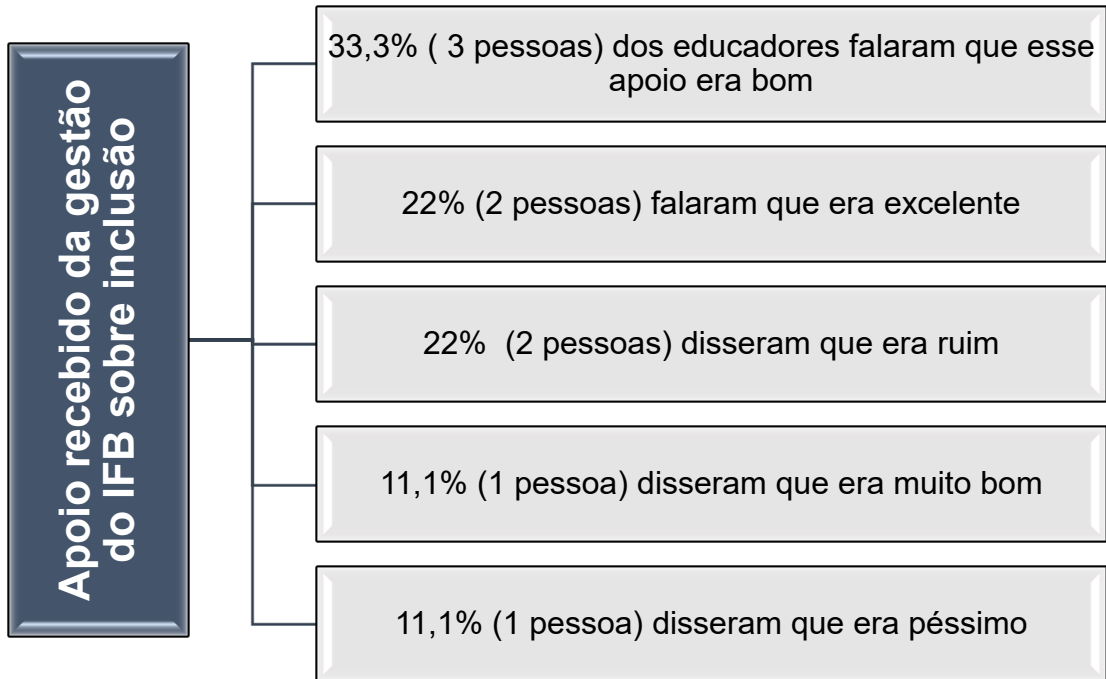 Apoio recebido da gestão
do IFB sobre inclusão
33,3% ( 3 pessoas) dos educadores falaram que esse
apoio era bom
22% (2 pessoas) falaram que era excelente
22%  (2 pessoas) disseram que era ruim
11,1% (1 pessoa) disseram que era muito bom
11,1% (1 pessoa) disseram que era péssimo